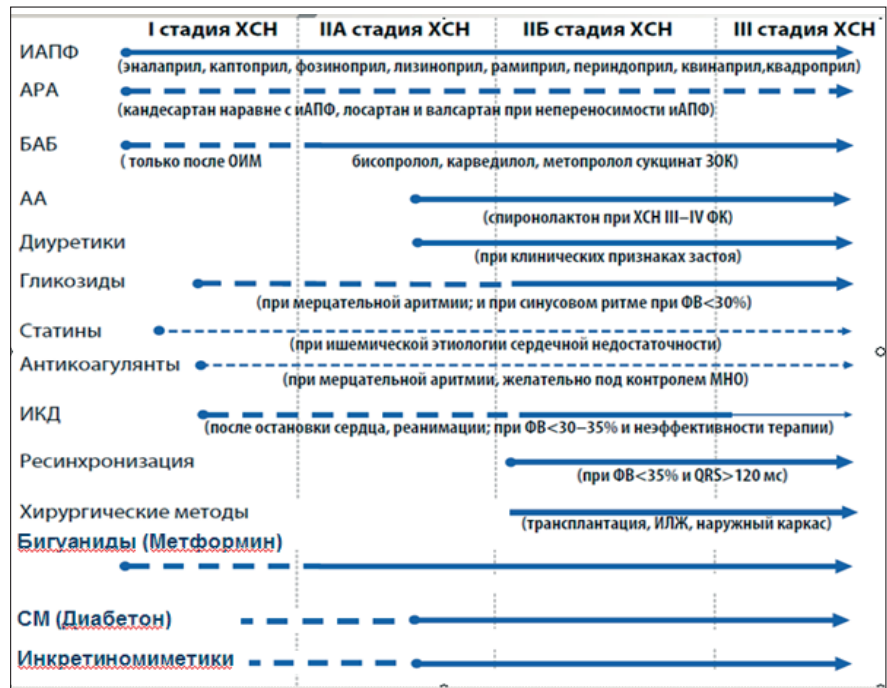 I стадия ХСН IIА стадия ХСН IIБ стадия ХСН III стадия ХСН
ИАПФ
(эналаприл, каптоприл, фозиноприл, лизиноприл, рамиприл, периндоприл, квинаприл,квадроприл)
АРА
(кандесартан наравне с иАПФ, лосартан и валсартан при непереносимости иАПФ)
БАБ
( только после ОИМ бисопролол, карведилол, метопролол сукцинат ЗОК)
АА
(спиронолактон при ХСН III–IV ФК)
Диуретики
(при клинических признаках застоя)
Гликозиды
(при мерцательной аритмии; и при синусовом ритме при ФВ<30%)
Статины
(при ишемической этиологии сердечной недостаточности)
Антикоагулянты
(при мерцательной аритмии, желательно под контролем МНО)
ИКД
(после остановки сердца, реанимации; при ФВ<30–35% и неэффективности терапии)
Ресинхронизация
(при ФВ<35% и QRS>120 мс)
Хирургические методы
(трансплантация, ИЛЖ, наружный каркас)
Бигуаниды (Метформин)
СМ (Диабетон)
Инкретиномиметики